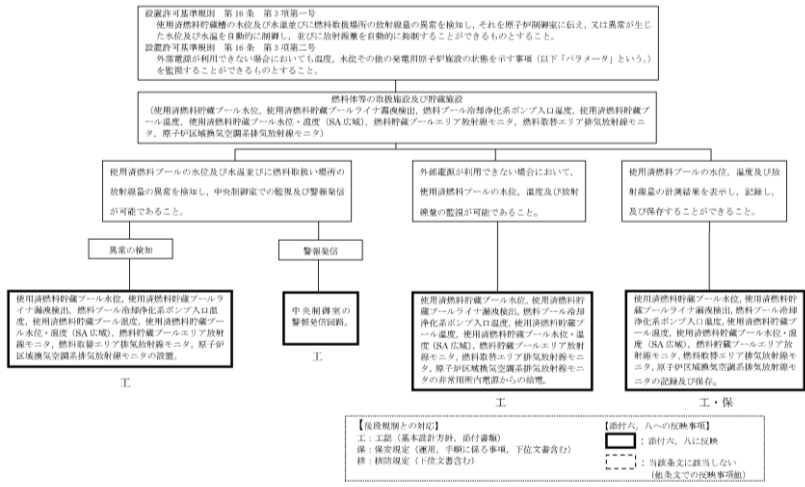 設置許可基準規則 第16条 第3項第一号
使用済燃料貯蔵槽の水位及び水温並びに燃料取扱場所の放射線量の異常を検知し、それを原子炉制御室に伝え、又は異常が生じ
た水位及び水温を自動的に制御し、並びに放射線量を自動的に抑制することができるものとすること。
設置許可基準規則 第16条 第3項第二号
外部電源が利用できない場合においても温度、水位その他の発電用原子炉施設の状態を示す事項（以下「パラメータ」という。）
を監視することができるものとすること。
燃料体等の取扱施設及び貯蔵施設
（使用済燃料貯蔵プール水位、使用済燃料貯蔵プールライナ漏洩検出、燃料プール冷却浄化系ポンプ入口温度、使用済燃料貯蔵プ
ール温度、使用済燃料貯蔵プール水位・温度（SA広域）、燃料貯蔵プールエリア放射線モニタ、燃料取替エリア排気放射線モニ
タ、原子炉区域換気空調系排気放射線モニタ）
使用済燃料プールの水位及び水温並びに燃料取扱い場所の
放射線量の異常を検知し、中央制御室での監視及び警報発信
が可能であること。
外部電源が利用できない場合において、
使用済燃料プールの水位、温度及び放射
線量の監視が可能であること。
使用済燃料プールの水位、温度及び放
射線量の計測結果を表示し、記録し、
及び保存することができること。
異常の検知
警報発信
使用済燃料貯蔵プール水位、使用済燃料貯蔵プールラ
イナ漏洩検出、燃料プール冷却浄化系ポンプ入口温
度、使用済燃料貯蔵プール温度、使用済燃料貯蔵プー
ル水位・温度（SA広域）、燃料貯蔵プールエリア放射
線モニタ、燃料取替エリア排気放射線モニタ、原子炉
区域換気空調系排気放射線モニタの設置。
工
中央制御室の
警報発信回路。
工
使用済燃料貯蔵プール水位、使用済燃料貯
蔵プールライナ漏洩検出、燃料プール冷却
浄化系ポンプ入口温度、使用済燃料貯蔵プ
ール温度、使用済燃料貯蔵プール水位・温
度（SA広域）、燃料貯蔵プールエリア放射
線モニタ、燃料取替エリア排気放射線モニ
タ、原子炉区域換気空調系排気放射線モニ
タの非常用所内電源からの給電。
工
使用済燃料貯蔵プール水位、使用済燃料貯蔵
プールライナ漏洩検出、燃料プール冷却浄化
系ポンプ入口温度、使用済燃料貯蔵プール温
度、使用済燃料貯蔵プール水位・温度（SA広
域）、燃料貯蔵プールエリア放射線モニ
タ、燃料取替エリア排気放射線モニ
タ、原子炉区域換気空調系排気放射線モ
ニタの記録及び保存。
工・保
【後段規制との対応】
工：工認（基本設計方針、添付書類）
保：保安規定（運用、手順に係る事項、下位文書含む）
核：核防規定（下位文書含む）
【添付六、八への反映事項】
：添付六、八に反映
：当該条文に該当しない
（他条文での反映事項他）